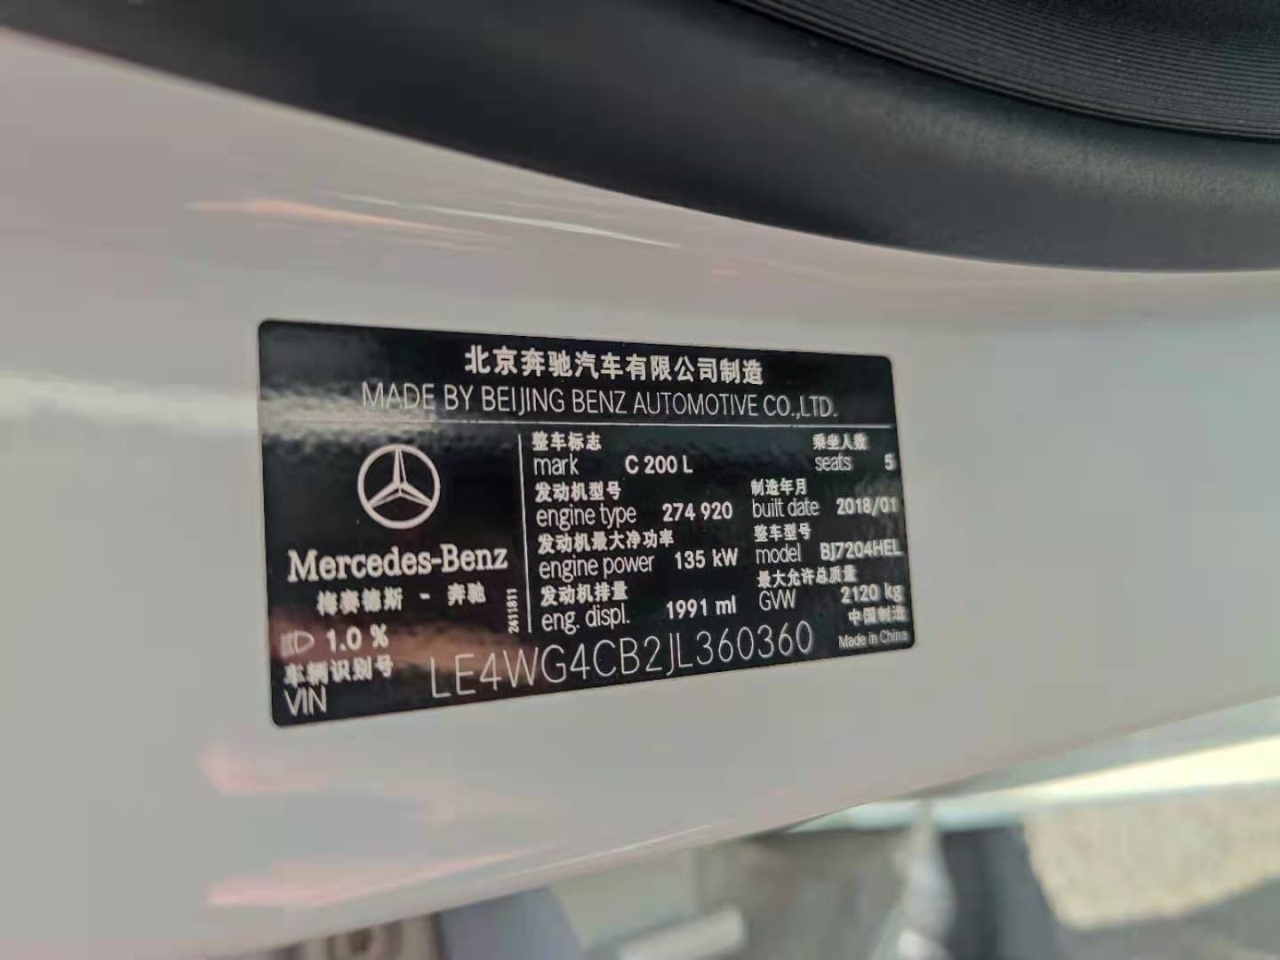 北京奔驰汽车有限公司制造
MADE BY BEIJING BENZ AUTOMOTIVE CO.,LTD.
整车标志 乘坐人数
mark C 200 L seats 5
发动机型号 制造年月
engine type 274 920 built date 2018/01
发动机最大净功率 整车型号
engine power 135 kW model BJ7204HEL
发动机排量 最大允许总质量
eng. displ. 1991 ml GVW 2120 kg
中国制造
Made in China
Mercedes-Benz
梅赛德斯 - 奔驰
2411811
1.0 %
车辆识别号
VIN LE4WG4CB2JL360360